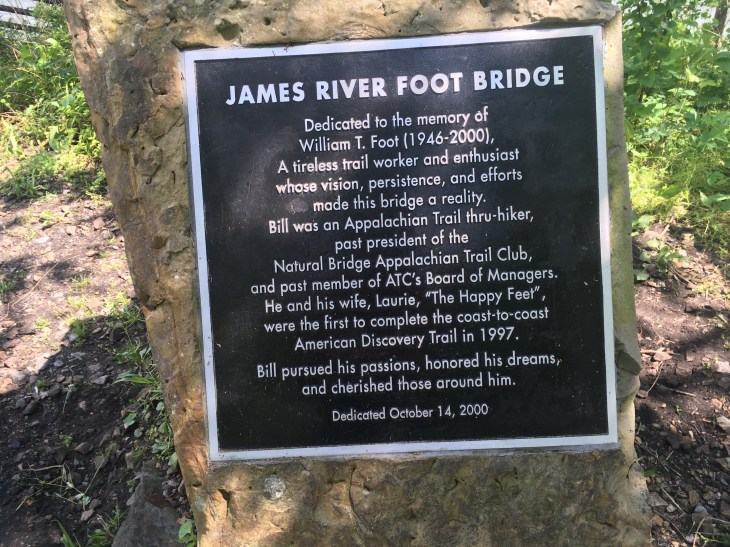 JAMES RIVER FOOT BRIDGE
Dedicated to the memory of
William T. Foot (1946-2000),
A tireless trail worker and enthusiast
whose vision, persistence, and efforts
made this bridge a reality.
Bill was an Appalachian Trail thru-hiker,
past president of the
Natural Bridge Appalachian Trail Club,
and past member of ATC's Board of Managers.
He and his wife, Laurie, "The Happy Feet",
were the first to complete the coast-to-coast
American Discovery Trail in 1997.
Bill pursued his passions, honored his dreams,
and cherished those around him.
Dedicated October 14, 2000